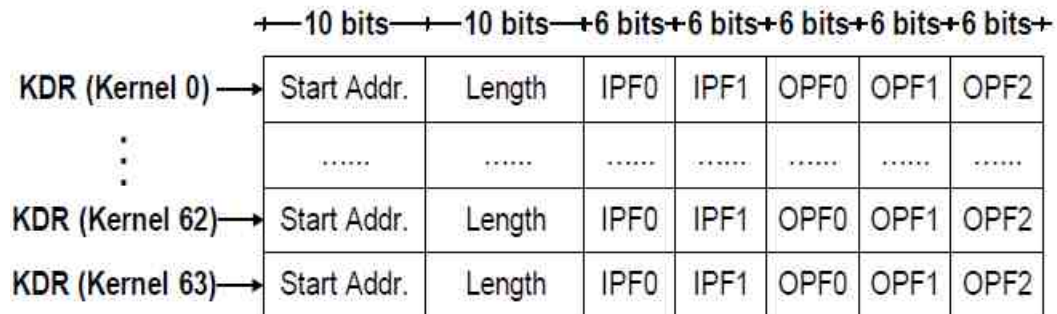 10 bits 10 bits 6 bits 6 bits 6 bits 6 bits 6 bits
KDR (Kernel 0) Start Addr. Length IPF0 IPF1 OPF0 OPF1 OPF2
...... ...... ...... ...... ...... ...... ......
KDR (Kernel 62) Start Addr. Length IPF0 IPF1 OPF0 OPF1 OPF2
KDR (Kernel 63) Start Addr. Length IPF0 IPF1 OPF0 OPF1 OPF2